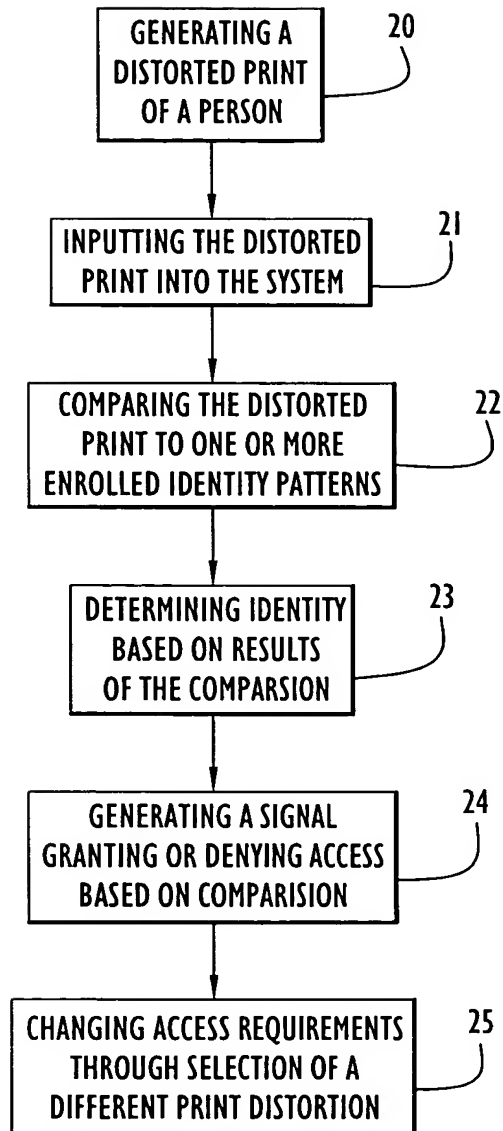 GENERATING A
DISTORTED PRINT
OF A PERSON
20
INPUTTING THE DISTORTED
PRINT INTO THE SYSTEM
21
COMPARING THE DISTORTED
PRINT TO ONE OR MORE
ENROLLED IDENTITY PATTERNS
22
DETERMINING IDENTITY
BASED ON RESULTS
OF THE COMPARSION
23
GENERATING A SIGNAL
GRANTING OR DENYING ACCESS
BASED ON COMPARISION
24
CHANGING ACCESS REQUIREMENTS
THROUGH SELECTION OF A
DIFFERENT PRINT DISTORTION
25